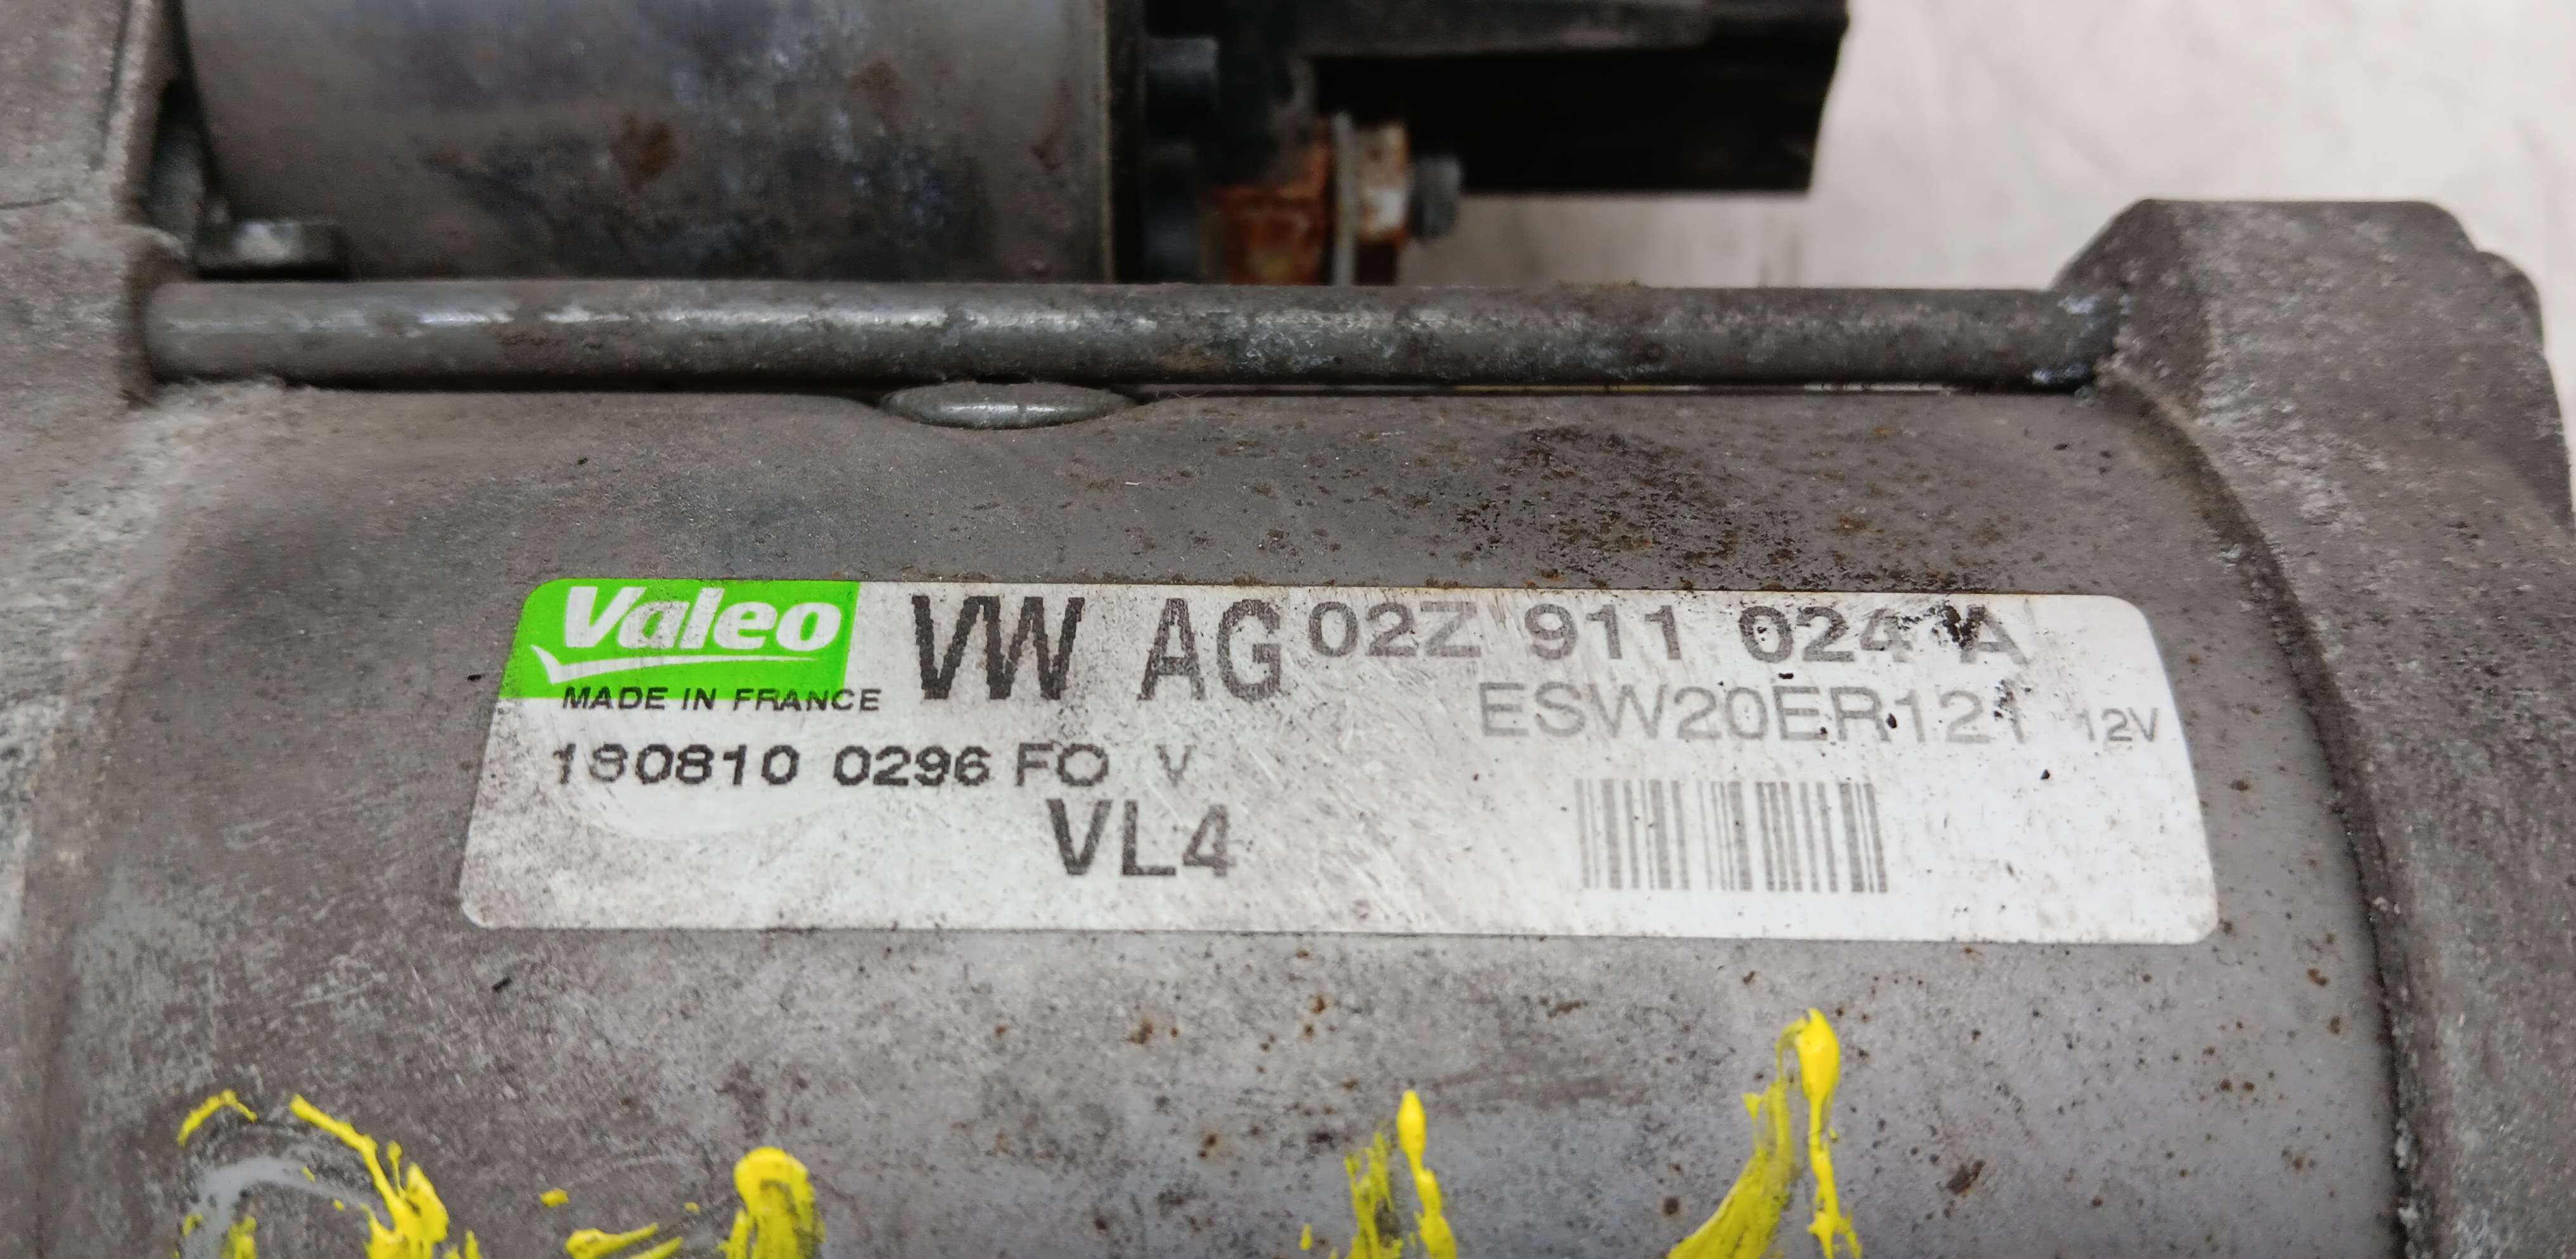 Valeo VW AG 02Z 911 024 A
MADE IN FRANCE ESW20ER121 12V
180810 0296 FO V
VL4